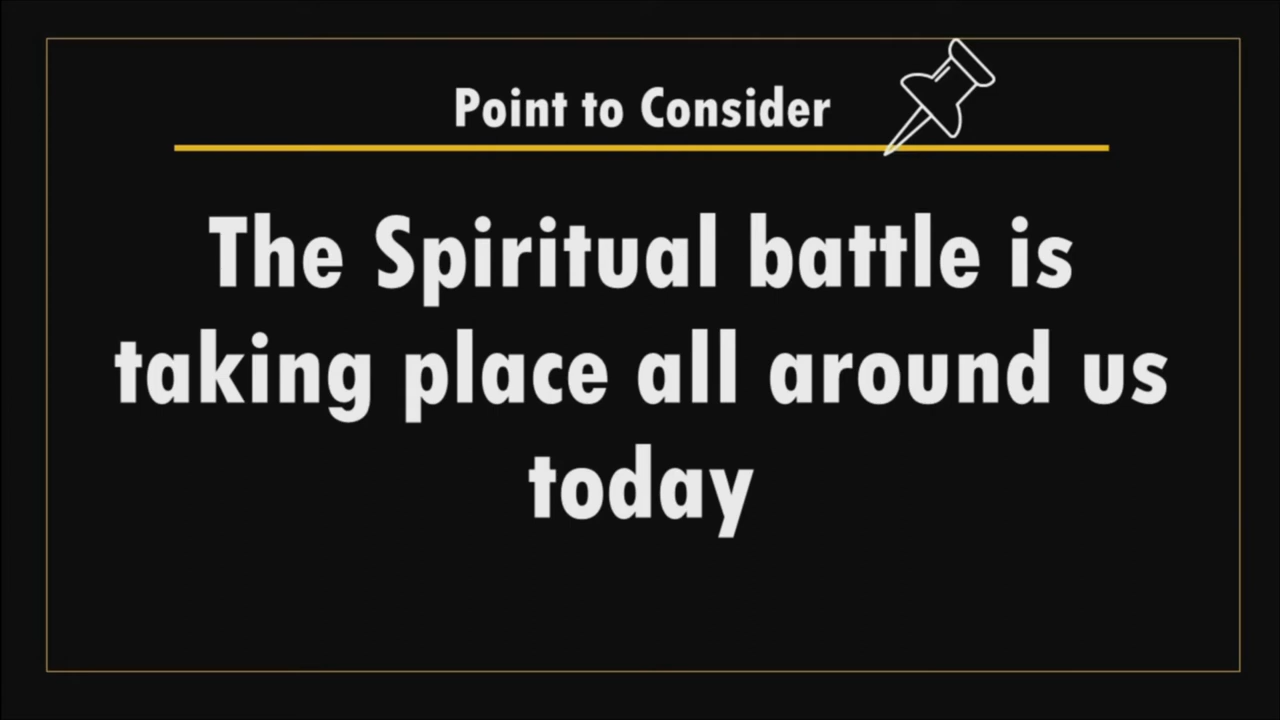 Point to Consider
The Spiritual battle is
taking place all around us
today